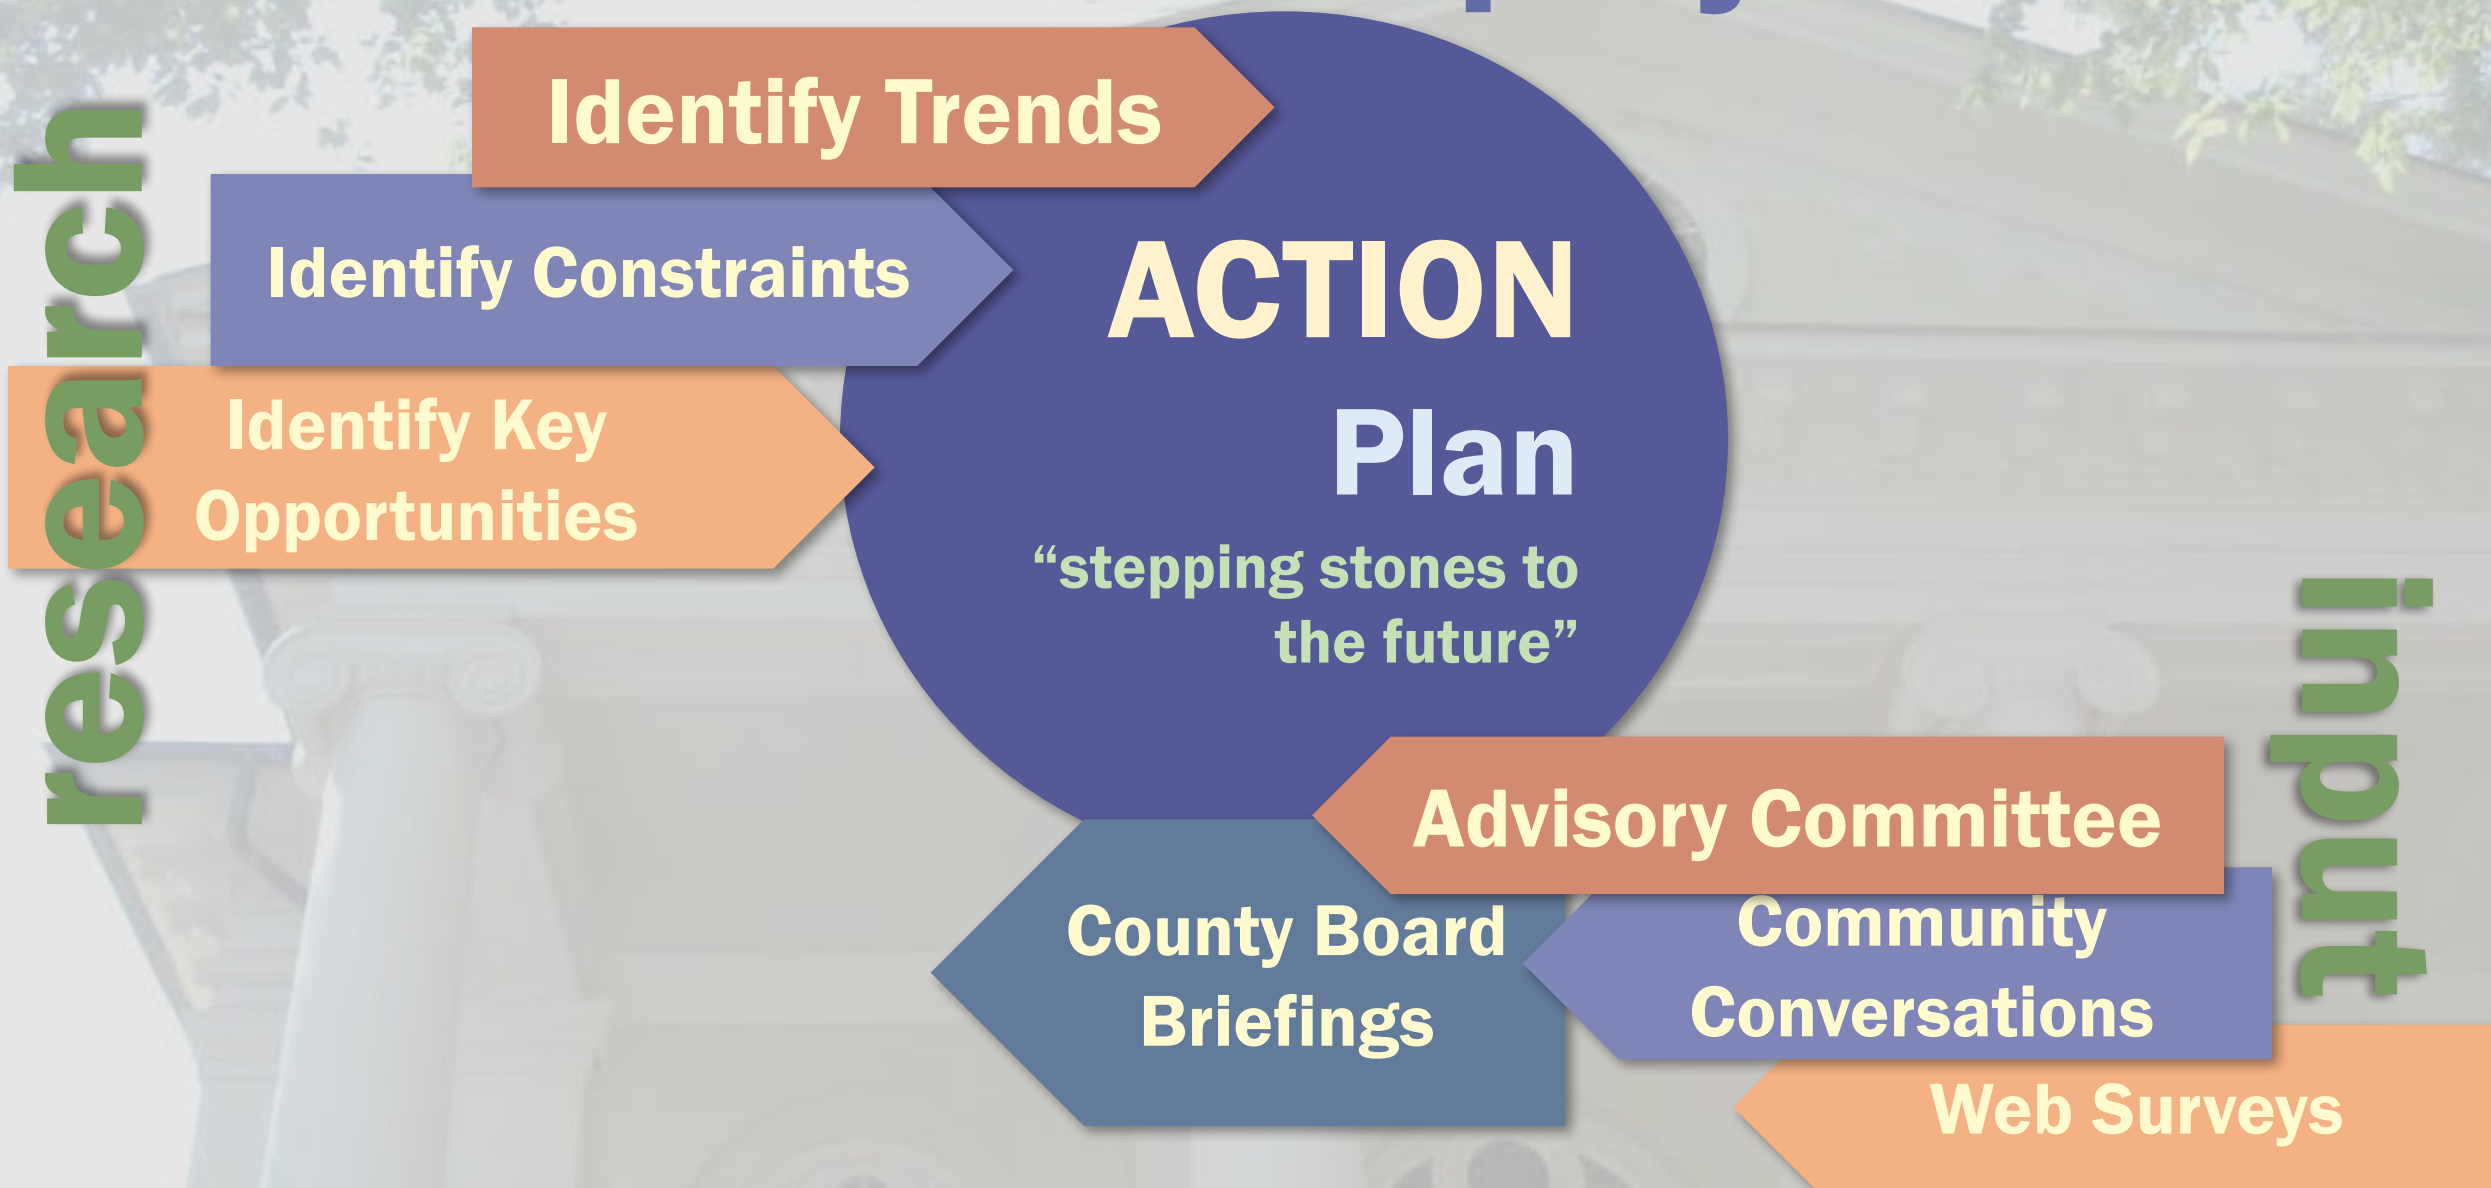 research
Identify Trends
Identify Constraints
Identify Key
Opportunities
ACTION
Plan
“stepping stones to
the future”
input
Advisory Committee
County Board
Briefings
Community
Conversations
Web Surveys